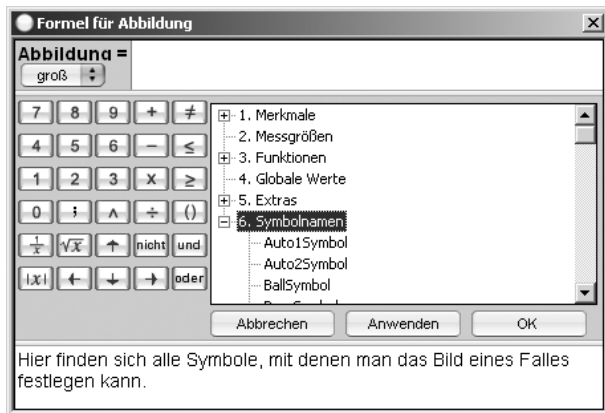 Formel für Abbildung
Abbildung =
groß
7 8 9 + ≠
4 5 6 − ≤
1 2 3 x ≥
0 ; ^ ÷ ()
1/x √x ↑ nicht und
|x| ← ↓ → oder
1. Merkmale
2. Messgrößen
3. Funktionen
4. Globale Werte
5. Extras
6. Symbolnamen
Auto1Symbol
Auto2Symbol
BallSymbol
Abbrechen Anwenden OK
Hier finden sich alle Symbole, mit denen man das Bild eines Falles
festlegen kann.